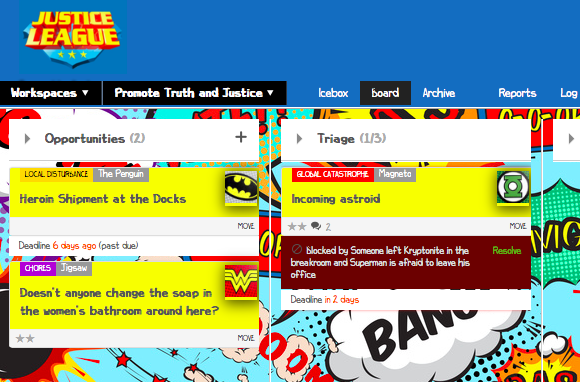 JUSTICE
LEAGUE
Workspaces ▼ Promote Truth and Justice ▼ Icebox Board Archive Reports Log
Opportunities (2) +
LOCAL DISTURBANCE The Penguin
Heroin Shipment at the Docks
MOVE
Deadline 6 days ago (past due)
CHORES Jigsaw
Doesn't anyone change the soap in
the women's bathroom around here?
MOVE
Triage (1/3)
GLOBAL CATASTROPHE Magneto
Incoming astroid
2 MOVE
Blocked by Someone left Kryptonite in the Resolve
breakroom and Superman is afraid to leave his
office
Deadline in 2 days
BANG